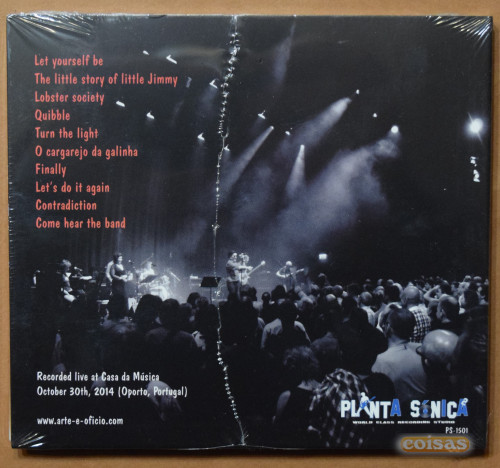 Let yourself be
The little story of little Jimmy
Lobster society
Quibble
Turn the light
O cargarejo da galinha
Finally
Let's do it again
Contradiction
Come hear the band
Recorded live at Casa da Música
October 30th, 2014 (Oporto, Portugal)
www.arte-e-oficio.com
PLANTA SÓNICA
WORLD CLASS RECORDING STUDIO
PS-1501
coisas